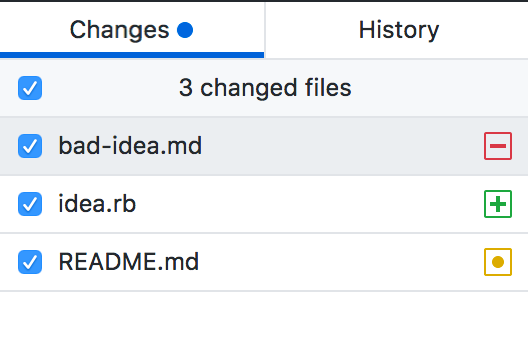 Changes
History
3 changed files
bad-idea.md
idea.rb
README.md